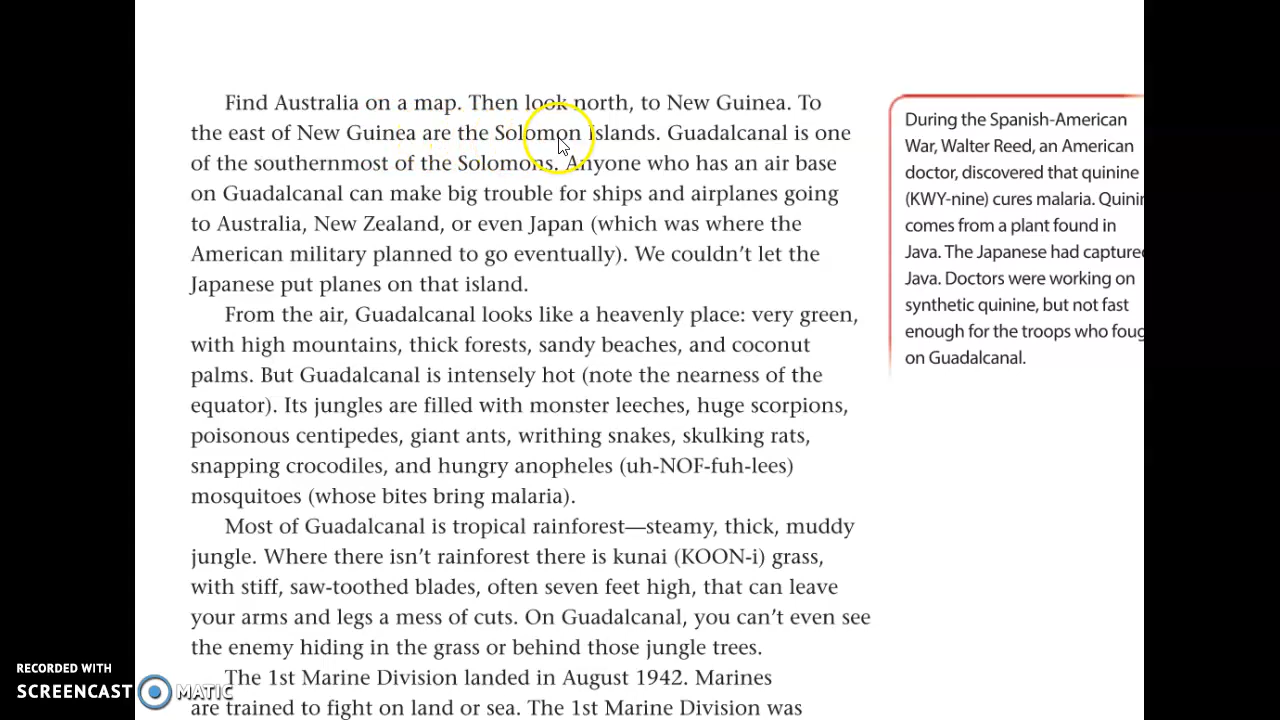 Find Australia on a map. Then look north, to New Guinea. To
the east of New Guinea are the Solomon Islands. Guadalcanal is one
of the southernmost of the Solomons. Anyone who has an air base
on Guadalcanal can make big trouble for ships and airplanes going
to Australia, New Zealand, or even Japan (which was where the
American military planned to go eventually). We couldn't let the
Japanese put planes on that island.
From the air, Guadalcanal looks like a heavenly place: very green,
with high mountains, thick forests, sandy beaches, and coconut
palms. But Guadalcanal is intensely hot (note the nearness of the
equator). Its jungles are filled with monster leeches, huge scorpions,
poisonous centipedes, giant ants, writhing snakes, skulking rats,
snapping crocodiles, and hungry anopheles (uh-NOF-fuh-lees)
mosquitoes (whose bites bring malaria).
Most of Guadalcanal is tropical rainforest—steamy, thick, muddy
jungle. Where there isn't rainforest there is kunai (KOON-i) grass,
with stiff, saw-toothed blades, often seven feet high, that can leave
your arms and legs a mess of cuts. On Guadalcanal, you can't even see
the enemy hiding in the grass or behind those jungle trees.
The 1st Marine Division landed in August 1942. Marines
are trained to fight on land or sea. The 1st Marine Division was
During the Spanish-American
War, Walter Reed, an American
doctor, discovered that quinine
(KWY-nine) cures malaria. Quinin
comes from a plant found in
Java. The Japanese had captured
Java. Doctors were working on
synthetic quinine, but not fast
enough for the troops who foug
on Guadalcanal.
RECORDED WITH
SCREENCAST MATIC